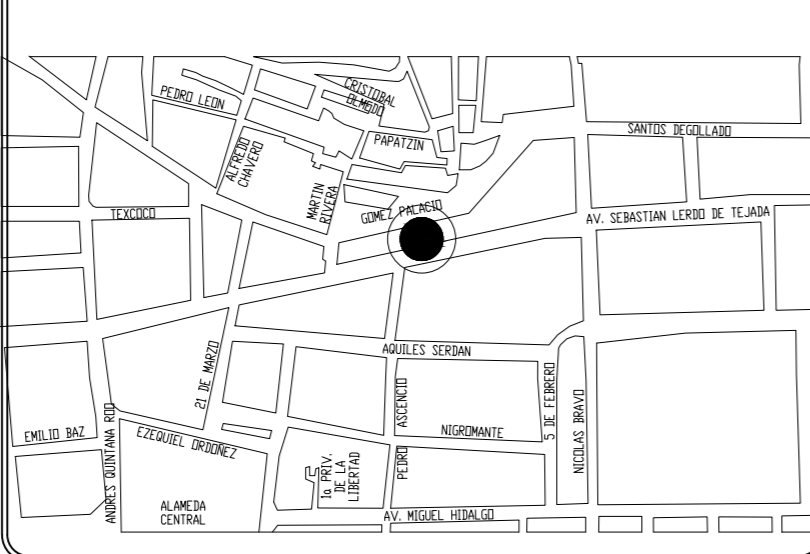 CRISTOBAL
OLMODO
PEDRO LEON
SANTOS DEGOLLADO
PAPATZIN
ALFREDO
CHAVERO
MARTIN
RIVERA
TEXCOCO
GOMEZ PALACIO
AV. SEBASTIAN LERDO DE TEJADA
AQUILES SERDAN
21 DE MARZO
ASCENCIO
5 DE FEBRERO
NICOLAS BRAVO
EMILIO BAZ
ANDRES QUINTANA ROO
EZEQUIEL ORDOÑEZ
NIGROMANTE
1a PRIV.
DE LA
LIBERTAD
PEDRO
ALAMEDA
CENTRAL
AV. MIGUEL HIDALGO